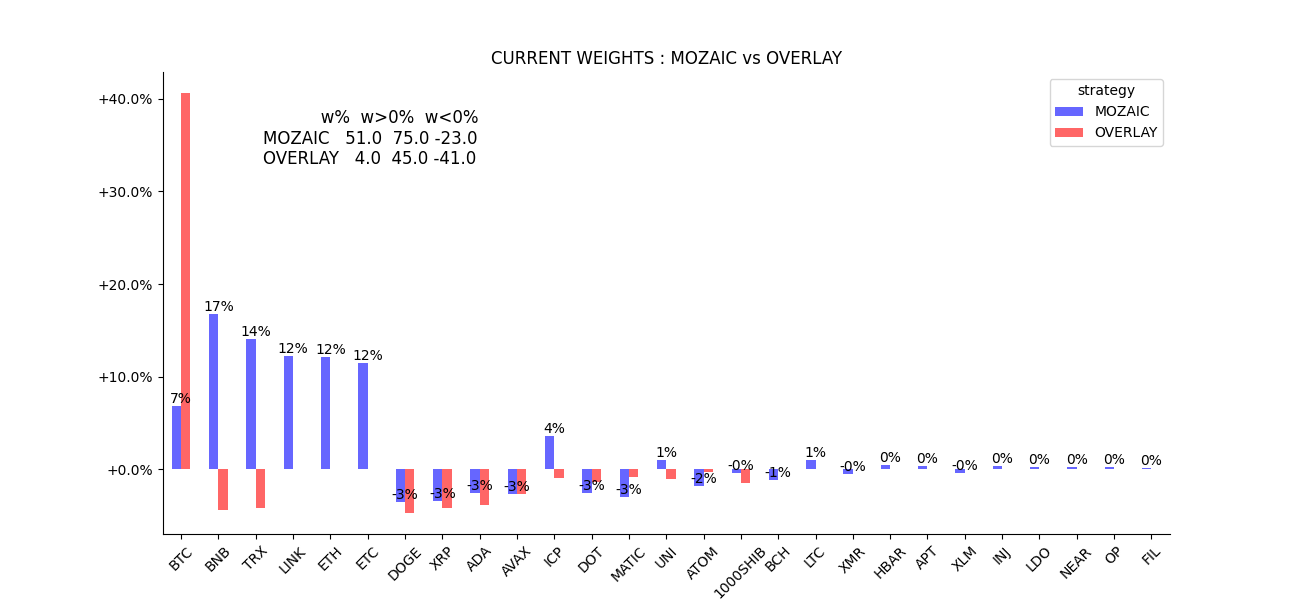 CURRENT WEIGHTS : MOZAIC vs OVERLAY
+40.0%
+30.0%
+20.0%
+10.0%
+0.0%
w% w>0% w<0%
MOZAIC 51.0 75.0 -23.0
OVERLAY 4.0 45.0 -41.0
strategy
MOZAIC
OVERLAY
7%
17%
14%
12%
12%
12%
-3%
-3%
-3%
-3%
4%
-3%
-3%
1%
-2%
-0%
-1%
1%
-0%
0%
0%
-0%
0%
0%
0%
0%
0%
BTC
BNB
TRX
LINK
ETH
ETC
DOGE
XRP
ADA
AVAX
ICP
DOT
MATIC
UNI
ATOM
1000SHIB
BCH
LTC
XMR
HBAR
APT
XLM
INJ
LDO
NEAR
OP
FIL